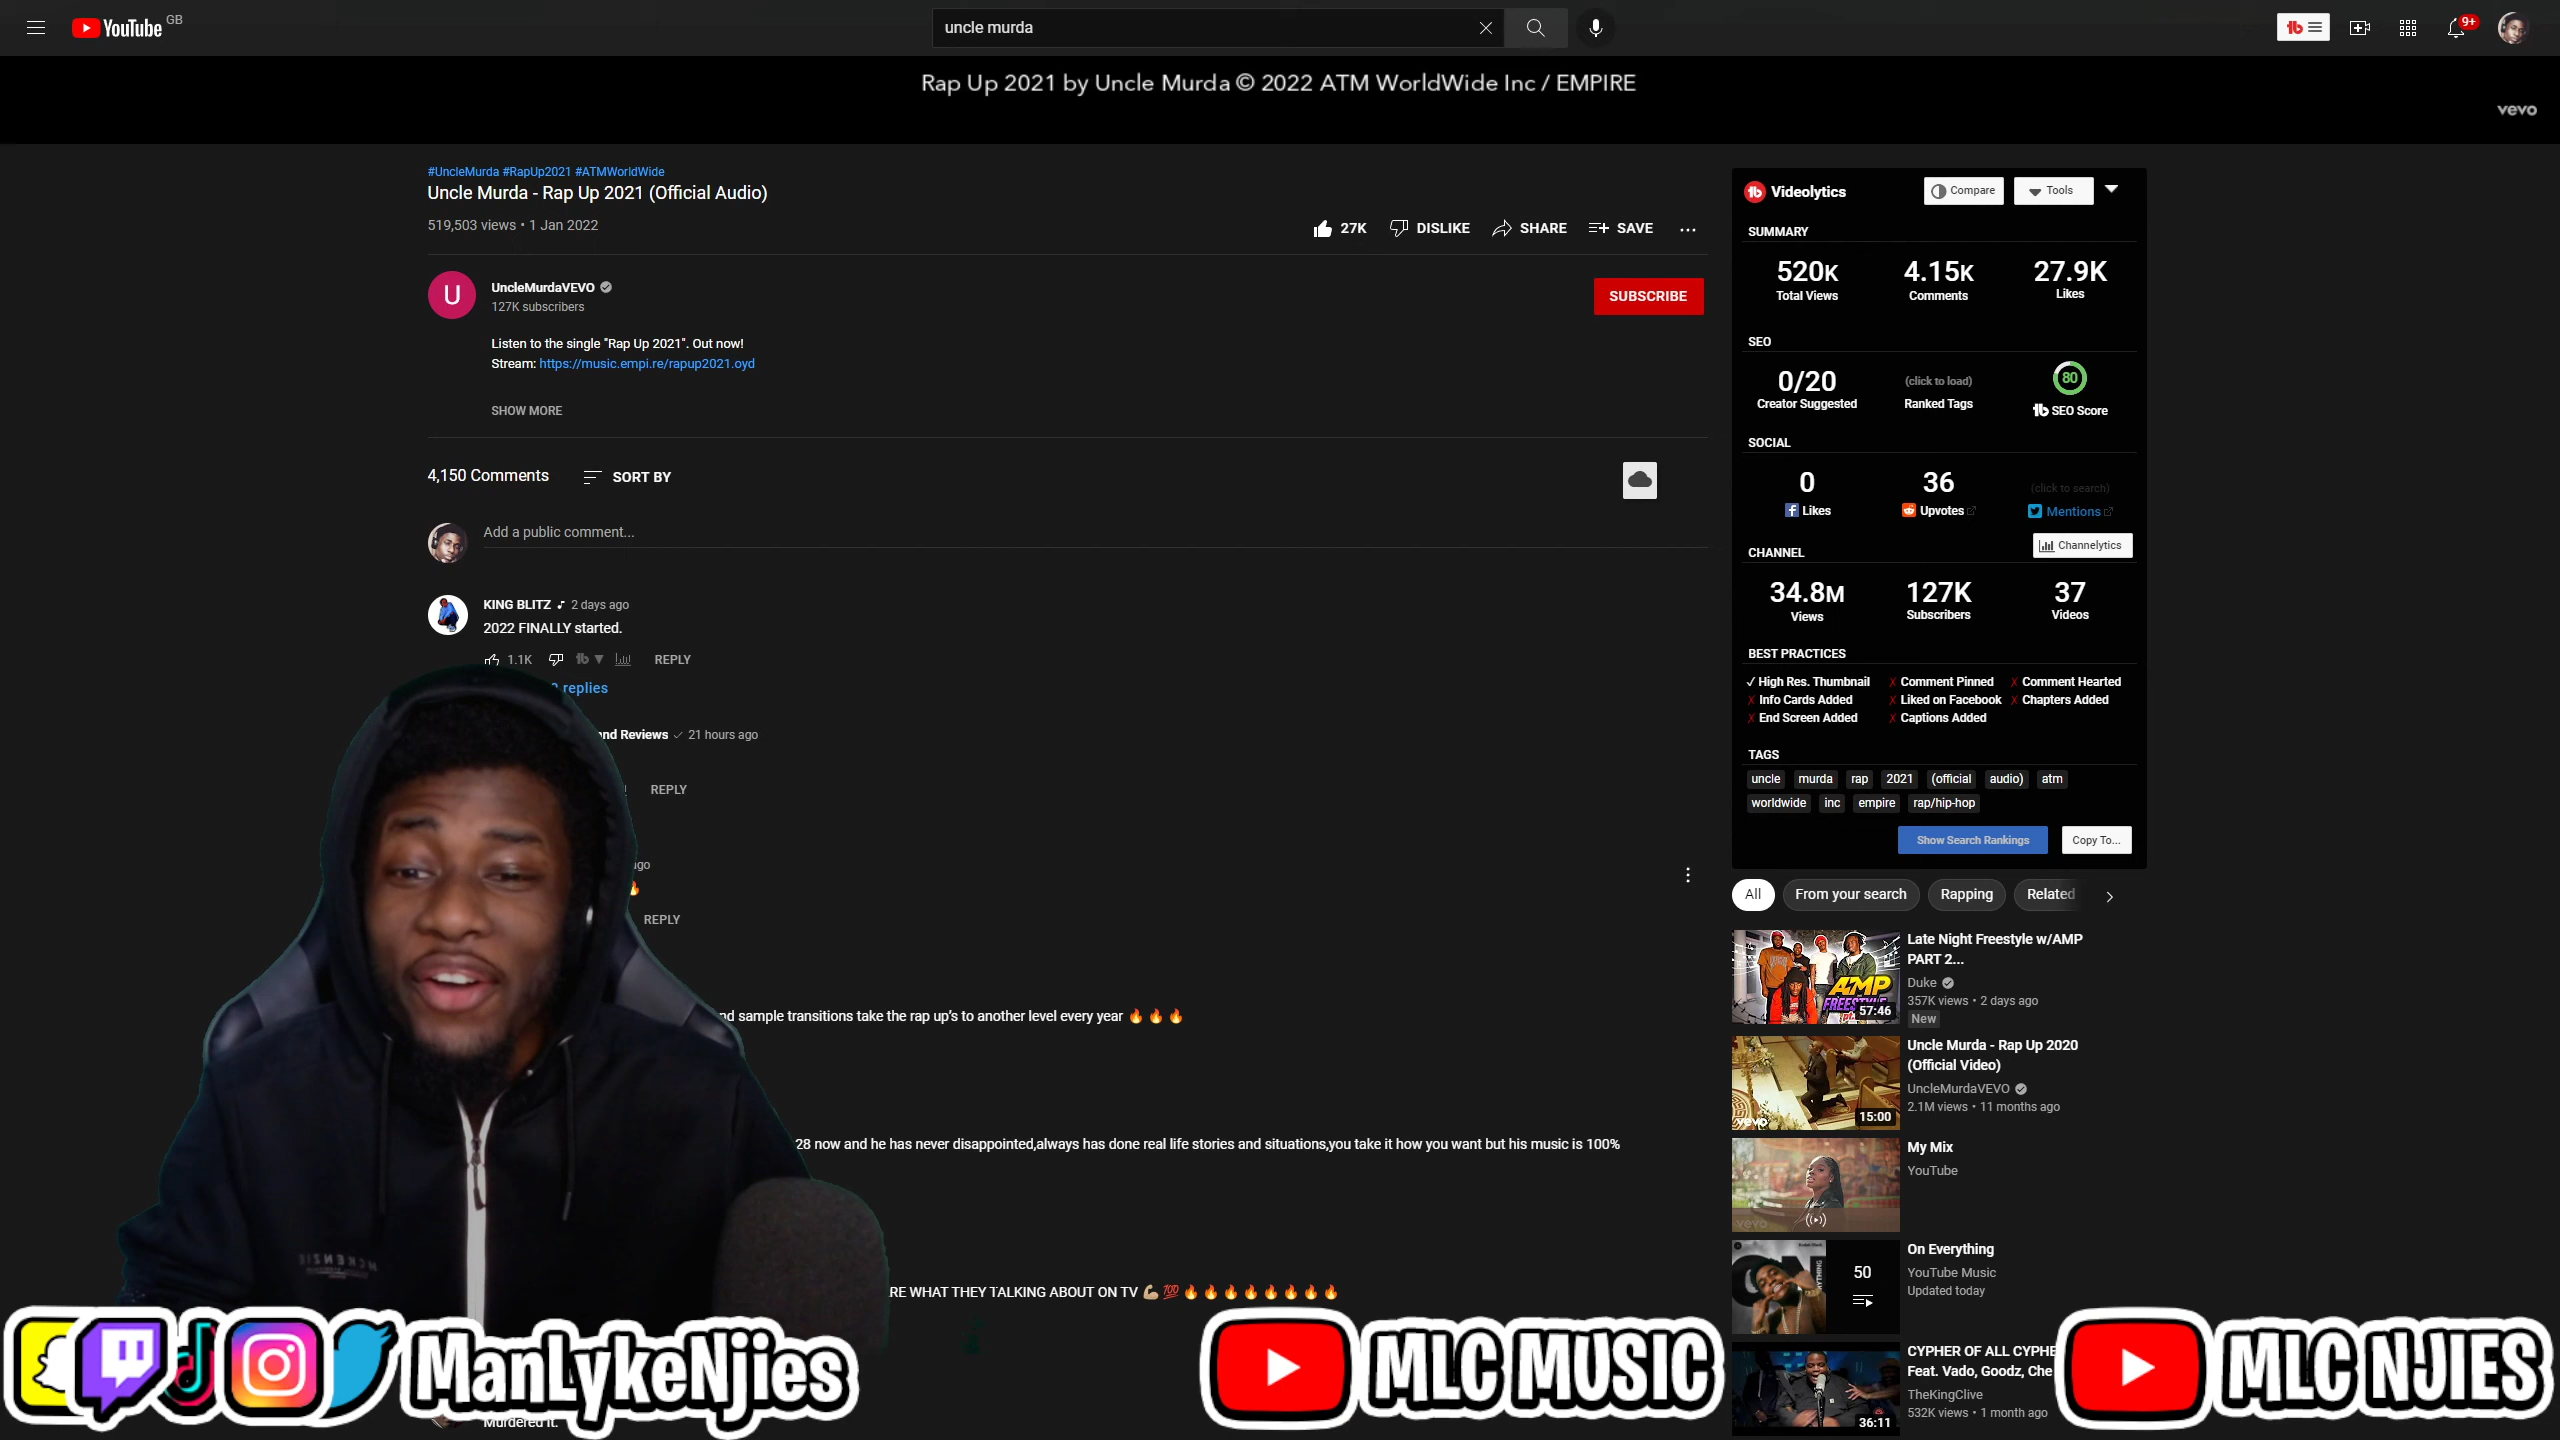 YouTube GB
uncle murda
9+
Rap Up 2021 by Uncle Murda © 2022 ATM WorldWide Inc / EMPIRE
vevo
#UncleMurda #RapUp2021 #ATMWorldWide
Uncle Murda - Rap Up 2021 (Official Audio)
519,503 views • 1 Jan 2022
27K DISLIKE SHARE SAVE
UncleMurdaVEVO
127K subscribers
SUBSCRIBE
Listen to the single "Rap Up 2021". Out now!
Stream: https://music.empi.re/rapup2021.oyd
SHOW MORE
4,150 Comments SORT BY
Add a public comment...
KING BLITZ 2 days ago
2022 FINALLY started.
1.1K REPLY
replies
and Reviews 21 hours ago
REPLY
ago
REPLY
sample transitions take the rap up's to another level every year 🔥 🔥 🔥
28 now and he has never disappointed,always has done real life stories and situations,you take it how you want but his music is 100%
RE WHAT THEY TALKING ABOUT ON TV 💪🏼 💯 🔥 🔥 🔥 🔥 🔥 🔥 🔥 🔥
Murdered it.
Videolytics Compare Tools
SUMMARY
520K 4.15K 27.9K
Total Views Comments Likes
SEO
0/20 (click to load) 80
Creator Suggested Ranked Tags SEO Score
SOCIAL
0 36 (click to search)
Likes Upvotes Mentions
CHANNEL Channelytics
34.8M 127K 37
Views Subscribers Videos
BEST PRACTICES
✓ High Res. Thumbnail ✗ Comment Pinned ✗ Comment Hearted
✗ Info Cards Added ✗ Liked on Facebook ✗ Chapters Added
✗ End Screen Added ✗ Captions Added
TAGS
uncle murda rap 2021 (official audio) atm
worldwide inc empire rap/hip-hop
Show Search Rankings Copy To...
All From your search Rapping Related
AMP
FREESTYLE
57:46
Late Night Freestyle w/AMP
PART 2...
Duke
357K views • 2 days ago
New
vevo
15:00
Uncle Murda - Rap Up 2020
(Official Video)
UncleMurdaVEVO
2.1M views • 11 months ago
vevo
My Mix
YouTube
50
On Everything
YouTube Music
Updated today
36:11
CYPHER OF ALL CYPHE
Feat. Vado, Goodz, Che
TheKingClive
532K views • 1 month ago
MCKENZIE
ManLykeNjies
MLC MUSIC
MLC NJIES